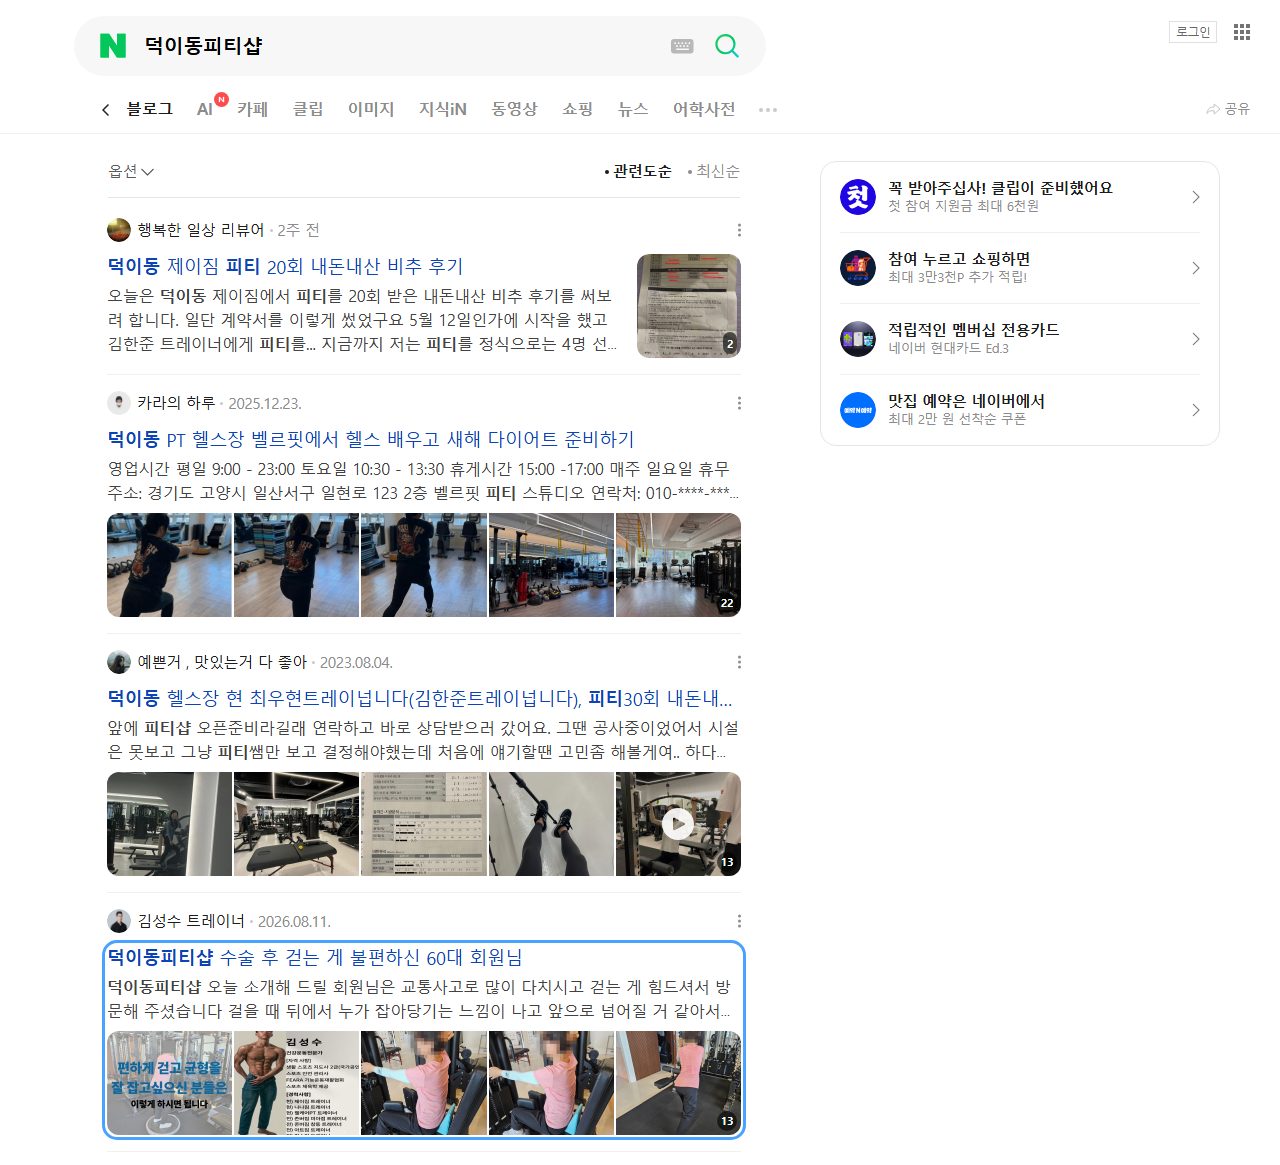 덕이동피티샵
로그인
블로그 AI N 카페 클립 이미지 지식iN 동영상 쇼핑 뉴스 어학사전
공유
옵션
• 관련도순 • 최신순
행복한 일상 리뷰어 · 2주 전
덕이동 제이짐 피티 20회 내돈내산 비추 후기
오늘은 덕이동 제이짐에서 피티를 20회 받은 내돈내산 비추 후기를 써보
려 합니다. 일단 계약서를 이렇게 썼었구요 5월 12일인가에 시작을 했고
김한준 트레이너에게 피티를... 지금까지 저는 피티를 정식으로는 4명 선...
2
카라의 하루 · 2025.12.23.
덕이동 PT 헬스장 벨르핏에서 헬스 배우고 새해 다이어트 준비하기
영업시간 평일 9:00 - 23:00 토요일 10:30 - 13:30 휴게시간 15:00 -17:00 매주 일요일 휴무
주소: 경기도 고양시 일산서구 일현로 123 2층 벨르핏 피티 스튜디오 연락처: 010-****-***...
22
예쁜거 , 맛있는거 다 좋아 · 2023.08.04.
덕이동 헬스장 현 최우현트레이넙니다(김한준트레이넙니다), 피티30회 내돈내...
앞에 피티샵 오픈준비라길래 연락하고 바로 상담받으러 갔어요. 그땐 공사중이었어서 시설
은 못보고 그냥 피티쌤만 보고 결정해야했는데 처음에 얘기할땐 고민좀 해볼게여.. 하다...
13
김성수 트레이너 · 2026.08.11.
덕이동피티샵 수술 후 걷는 게 불편하신 60대 회원님
덕이동피티샵 오늘 소개해 드릴 회원님은 교통사고로 많이 다치시고 걷는 게 힘드셔서 방
문해 주셨습니다 걸을 때 뒤에서 누가 잡아당기는 느낌이 나고 앞으로 넘어질 거 같아서...
편하게 걷고 균형을
잘 잡고싶으신 분들은
이렇게 하시면 됩니다
김 성 수
건강운동전문가
[자격 사항]
생활 스포츠 지도사 2급(국가공인
13
꼭 받아주십사! 클립이 준비했어요
첫 참여 지원금 최대 6천원
첫
참여 누르고 쇼핑하면
최대 3만3천P 추가 적립!
적립적인 멤버십 전용카드
네이버 현대카드 Ed.3
맛집 예약은 네이버에서
최대 2만 원 선착순 쿠폰